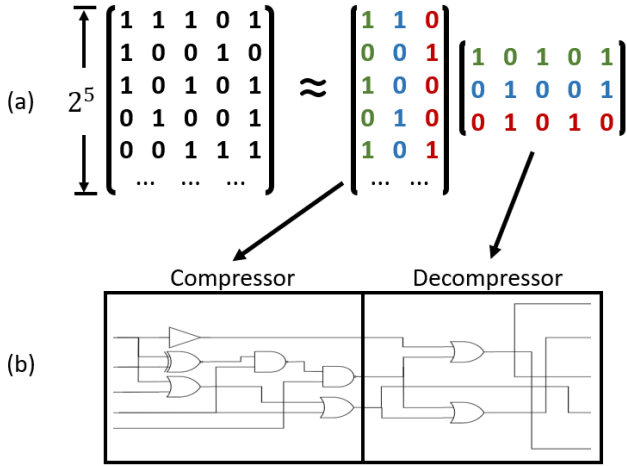 (a)
2^5
1 1 1 0 1
1 0 0 1 0
1 0 1 0 1
0 1 0 0 1
0 0 1 1 1
... ... ...
≈
1 1 0
0 0 1
1 0 0
0 1 0
1 0 1
... ...
1 0 1 0 1
0 1 0 0 1
0 1 0 1 0
Compressor
Decompressor
(b)